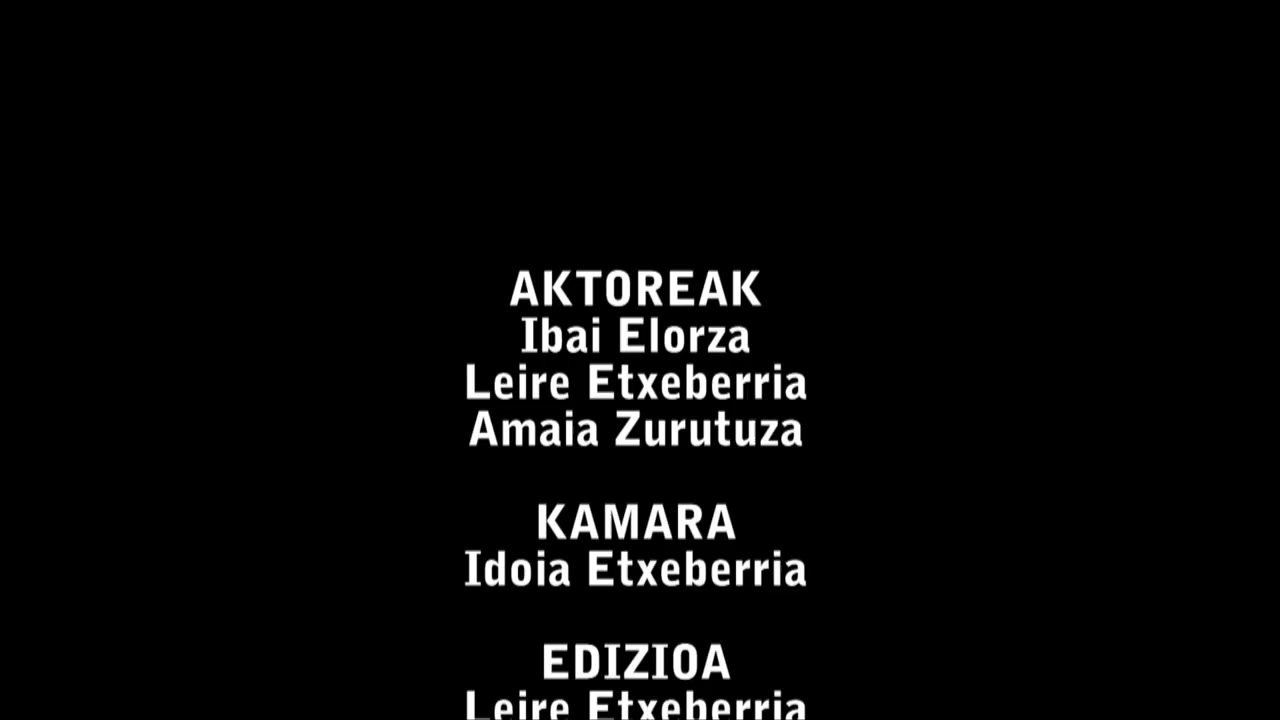 AKTOREAK
Ibai Elorza
Leire Etxeberria
Amaia Zurutuza
KAMARA
Idoia Etxeberria
EDIZIOA
Leire Etxeberria